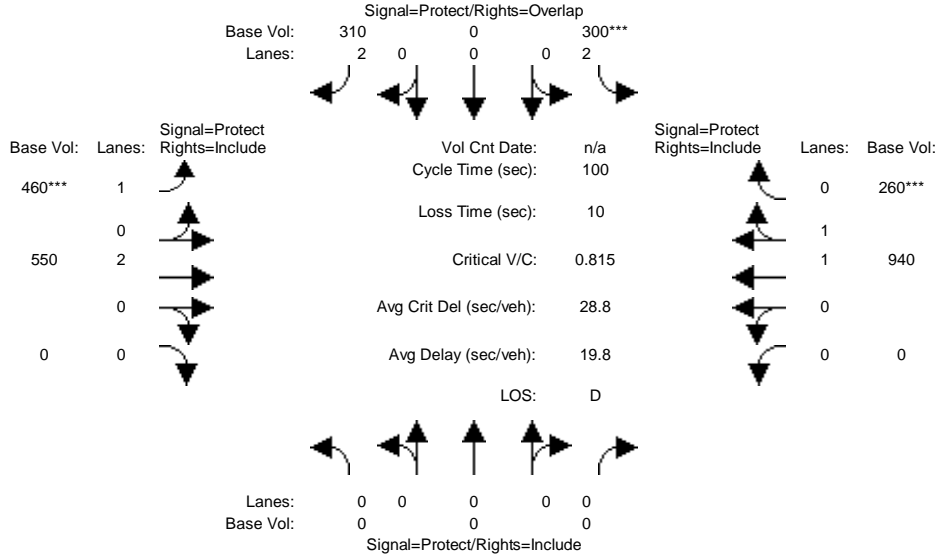 Signal=Protect/Rights=Overlap
Base Vol: 310 0 300***
Lanes: 2 0 0 0 2
Signal=Protect
Rights=Include
Base Vol: Lanes:
Vol Cnt Date: n/a
Signal=Protect
Rights=Include
Lanes: Base Vol:
Cycle Time (sec): 100
460*** 1
0 260***
Loss Time (sec): 10
0
1
550 2
Critical V/C: 0.815
1 940
0
Avg Crit Del (sec/veh): 28.8
0
0 0
Avg Delay (sec/veh): 19.8
0 0
LOS: D
Lanes: 0 0 0 0 0
Base Vol: 0 0 0
Signal=Protect/Rights=Include